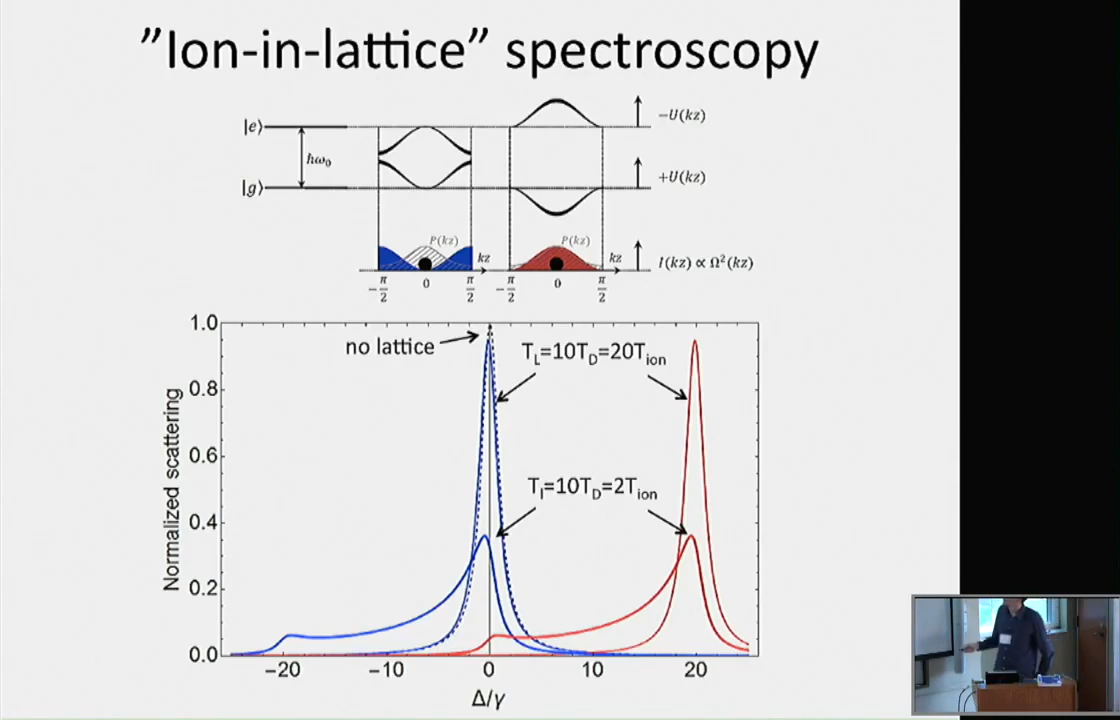 ”Ion-in-lattice” spectroscopy
|e⟩
ħω₀
|g⟩
−U(kz)
+U(kz)
P(kz)
kz
P(kz)
kz
I(kz) ∝ Ω²(kz)
−π/2
0
π/2
−π/2
0
π/2
Normalized scattering
1.0
0.8
0.6
0.4
0.2
0.0
no lattice
T_L=10T_D=20T_ion
T_I=10T_D=2T_ion
−20
−10
0
10
20
Δ/γ